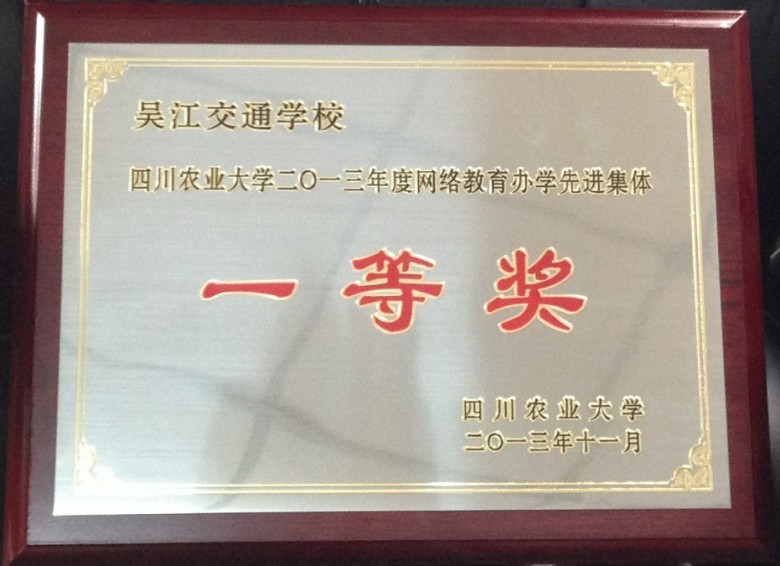 吴江交通学校
四川农业大学二〇一三年度网络教育办学先进集体
一等奖
四川农业大学
二〇一三年十一月